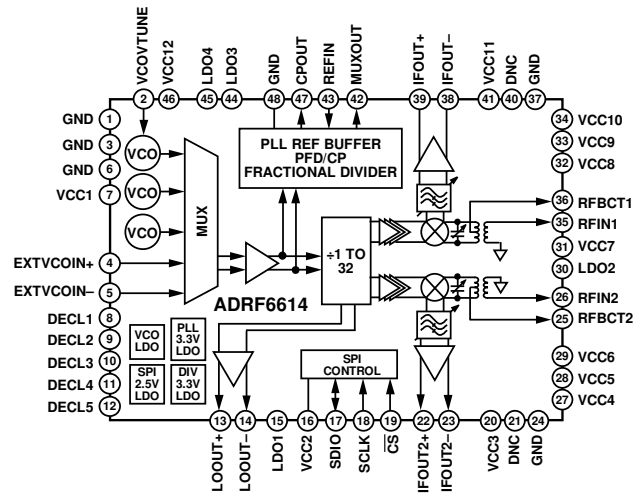 VCOVTUNE
VCC12
LDO4
LDO3
GND
CPOUT
REFIN
MUXOUT
IFOUT+
IFOUT–
VCC11
DNC
GND
2
46
45
44
48
47
43
42
39
38
41
40
37
GND 1
GND 3
GND 6
VCC1 7
EXTVCOIN+ 4
EXTVCOIN– 5
DECL1 8
DECL2 9
DECL3 10
DECL4 11
DECL5 12
VCO
VCO
VCO
MUX
PLL REF BUFFER
PFD/CP
FRACTIONAL DIVIDER
÷1 TO
32
ADRF6614
VCO
LDO
PLL
3.3V
LDO
SPI
2.5V
LDO
DIV
3.3V
LDO
SPI
CONTROL
34 VCC10
33 VCC9
32 VCC8
36 RFBCT1
35 RFIN1
31 VCC7
30 LDO2
26 RFIN2
25 RFBCT2
29 VCC6
28 VCC5
27 VCC4
13
14
15
16
17
18
19
22
23
20
21
24
LOOUT+
LOOUT–
LDO1
VCC2
SDIO
SCLK
CS
IFOUT2+
IFOUT2–
VCC3
DNC
GND